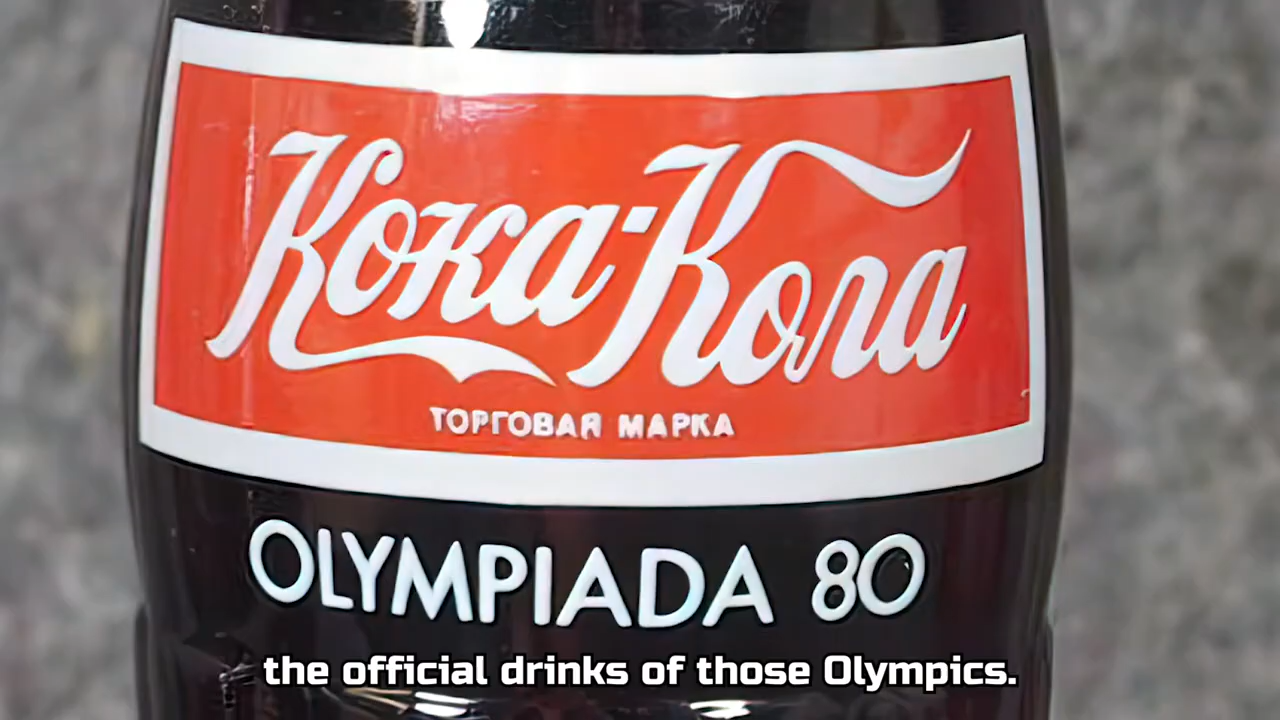 Кока-Кола
ТОРГОВАЯ МАРКА
OLYMPIADA 80
the official drinks of those Olympics.